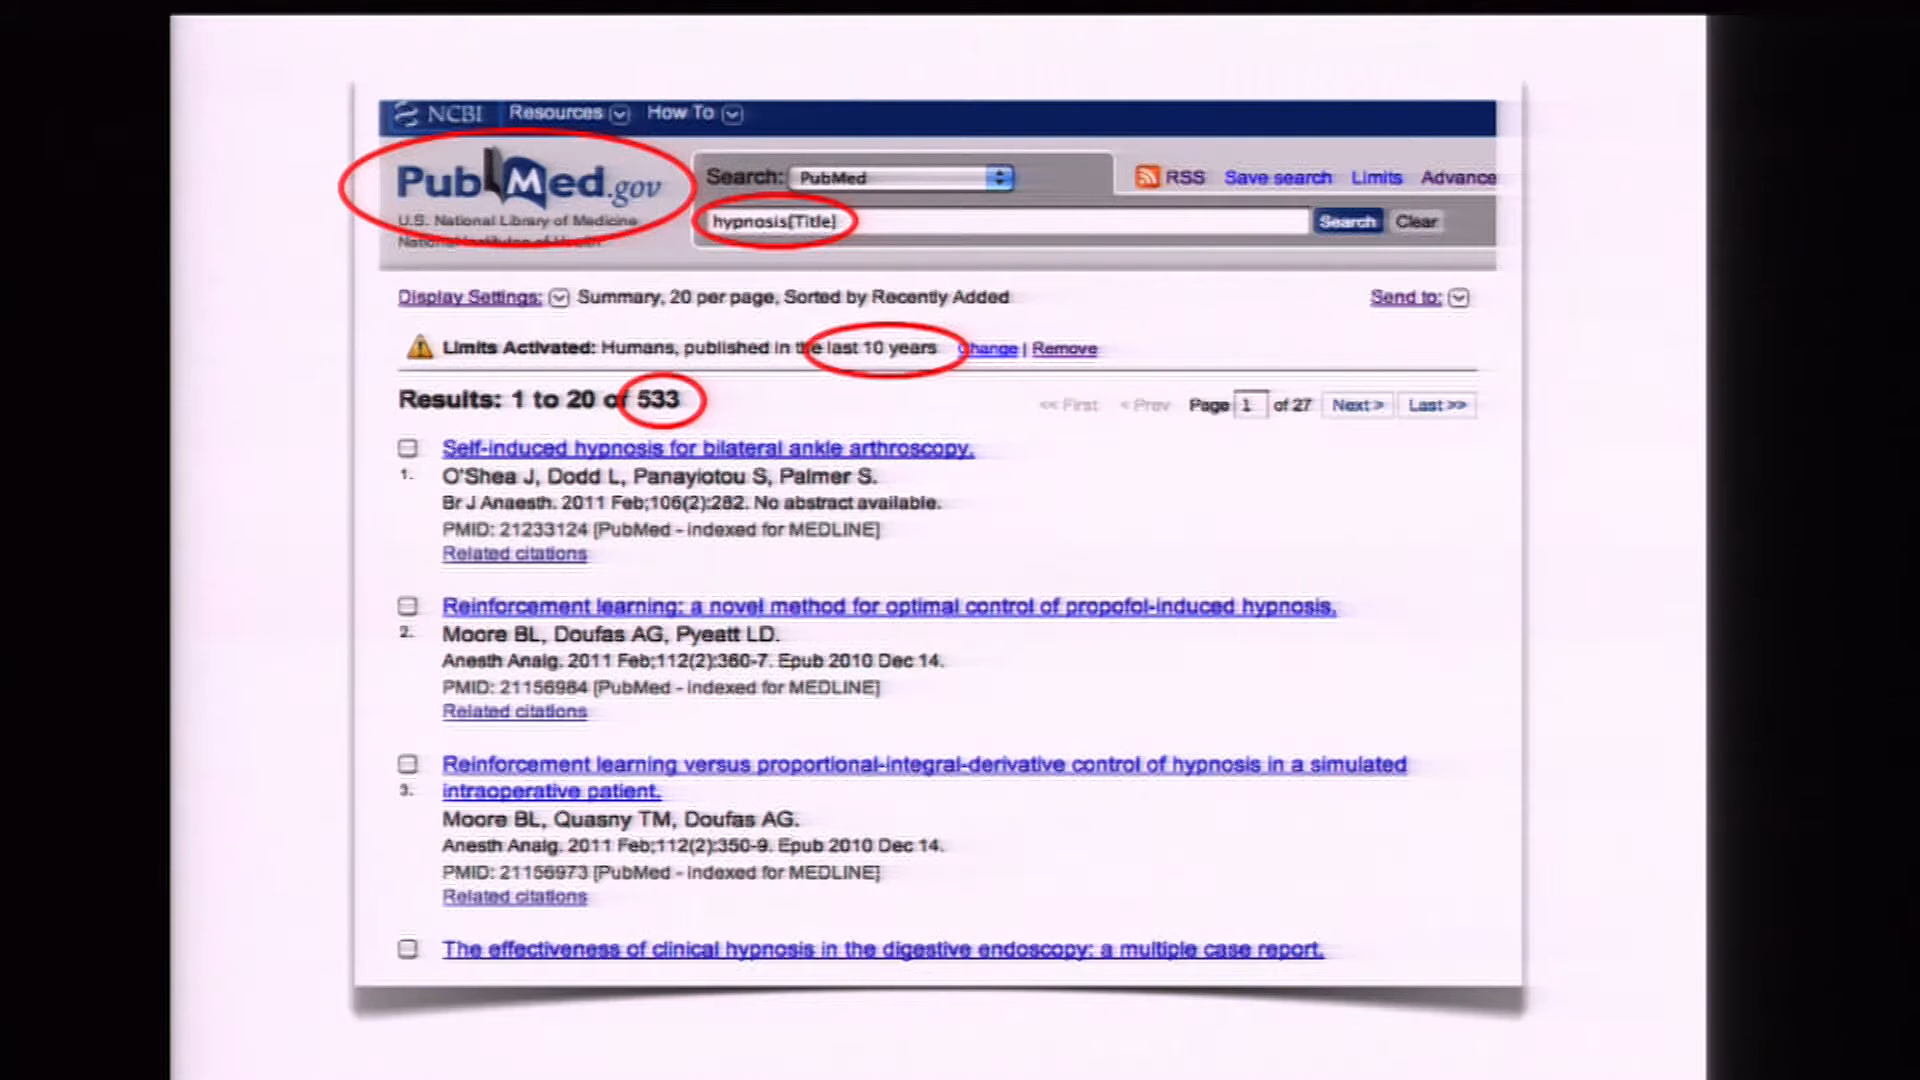 NCBI Resources How To
PubMed.gov
U.S. National Library of Medicine
National Institutes of Health
Search: PubMed
RSS Save search Limits Advance
hypnosis[Title]
Search Clear
Display Settings: Summary, 20 per page, Sorted by Recently Added
Send to:
Limits Activated: Humans, published in the last 10 years Change | Remove
Results: 1 to 20 of 533
<< First < Prev Page 1 of 27 Next > Last >>
Self-induced hypnosis for bilateral ankle arthroscopy.
1. O'Shea J, Dodd L, Panayiotou S, Palmer S.
Br J Anaesth. 2011 Feb;106(2):282. No abstract available.
PMID: 21233124 [PubMed - indexed for MEDLINE]
Related citations
Reinforcement learning: a novel method for optimal control of propofol-induced hypnosis.
2. Moore BL, Doufas AG, Pyeatt LD.
Anesth Analg. 2011 Feb;112(2):360-7. Epub 2010 Dec 14.
PMID: 21156984 [PubMed - indexed for MEDLINE]
Related citations
Reinforcement learning versus proportional-integral-derivative control of hypnosis in a simulated
3. intraoperative patient.
Moore BL, Quasny TM, Doufas AG.
Anesth Analg. 2011 Feb;112(2):350-9. Epub 2010 Dec 14.
PMID: 21156973 [PubMed - indexed for MEDLINE]
Related citations
The effectiveness of clinical hypnosis in the digestive endoscopy: a multiple case report.